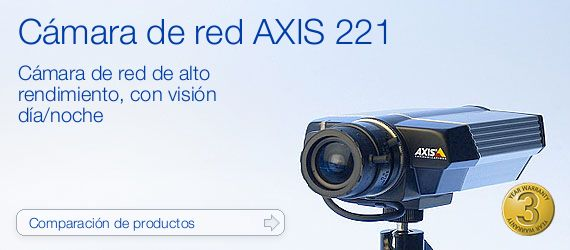 Cámara de red AXIS 221
Cámara de red de alto
rendimiento, con visión
día/noche
AXIS
COMMUNICATIONS
YEAR WARRANTY
3
YEAR WARRANTY
Comparación de productos